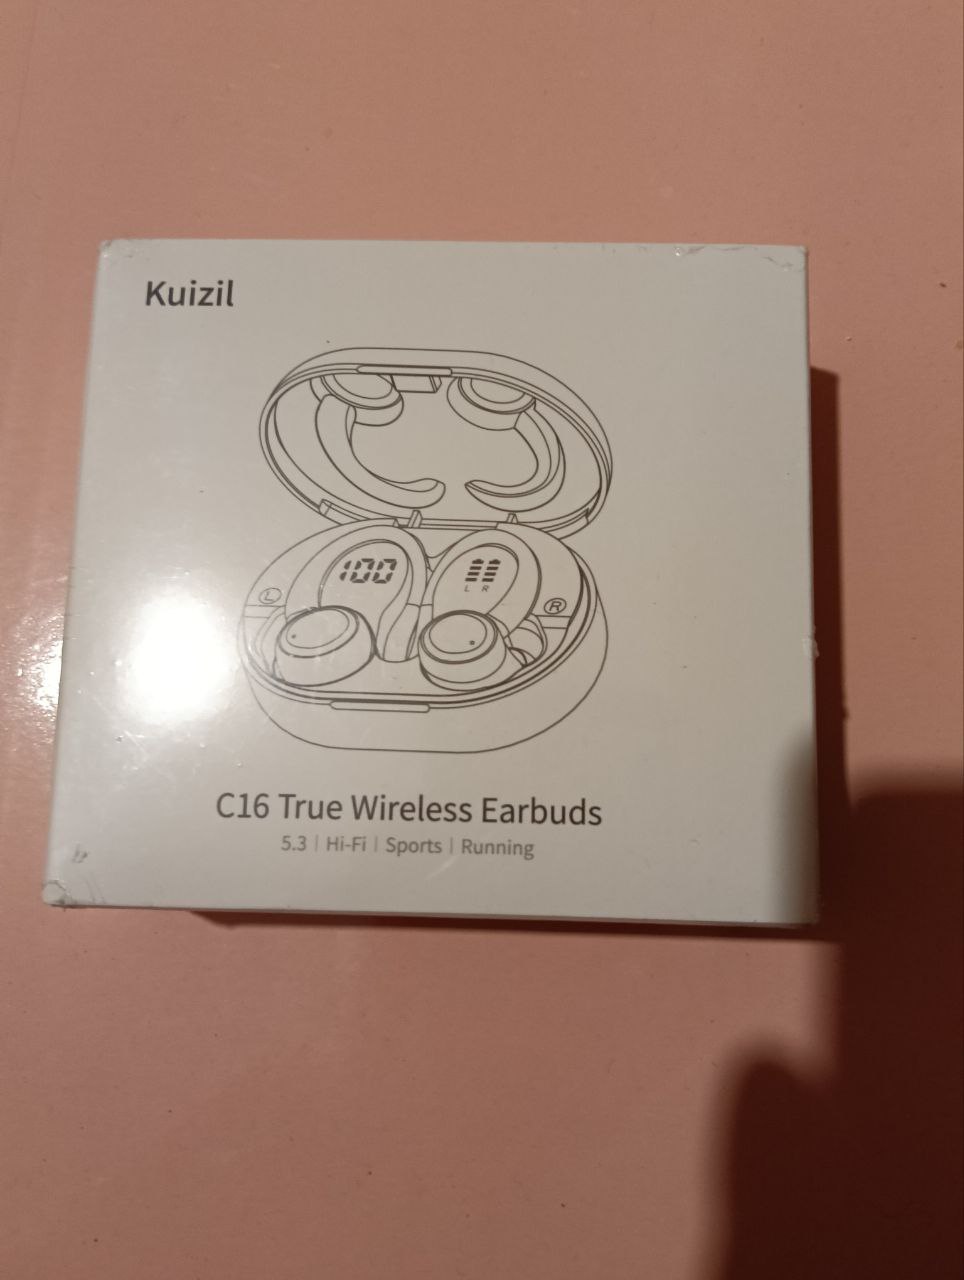 Kuizil
100
L R
L
R
C16 True Wireless Earbuds
5.3 | Hi-Fi | Sports | Running